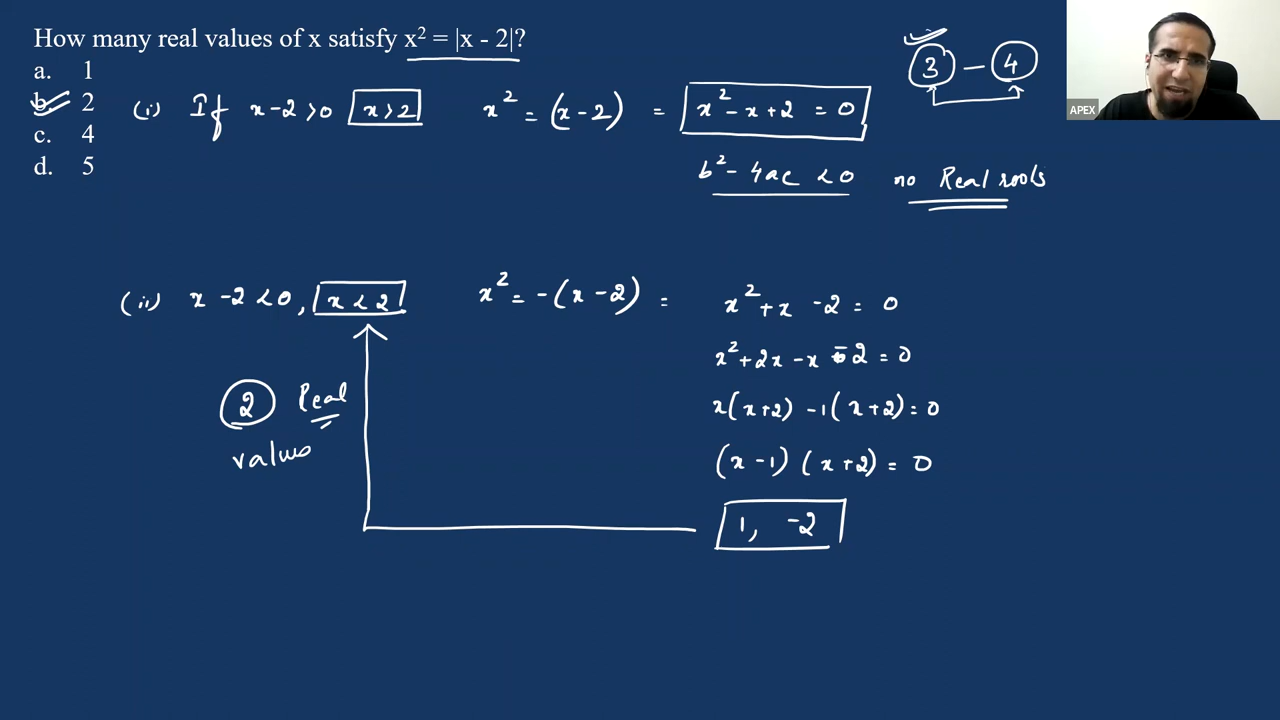 How many real values of x satisfy x² = |x - 2|?
a. 1
b. 2
c. 4
d. 5
3 - 4
APEX
(i) If x-2 > 0 x > 2 x² = (x-2) = x² - x + 2 = 0
b² - 4ac < 0 no Real roots
(ii) x - 2 < 0, x < 2 x² = -(x-2) = x² + x - 2 = 0
x² + 2x - x - 2 = 0
x(x+2) - 1(x+2) = 0
(x-1) (x+2) = 0
1, -2
2 Real
values